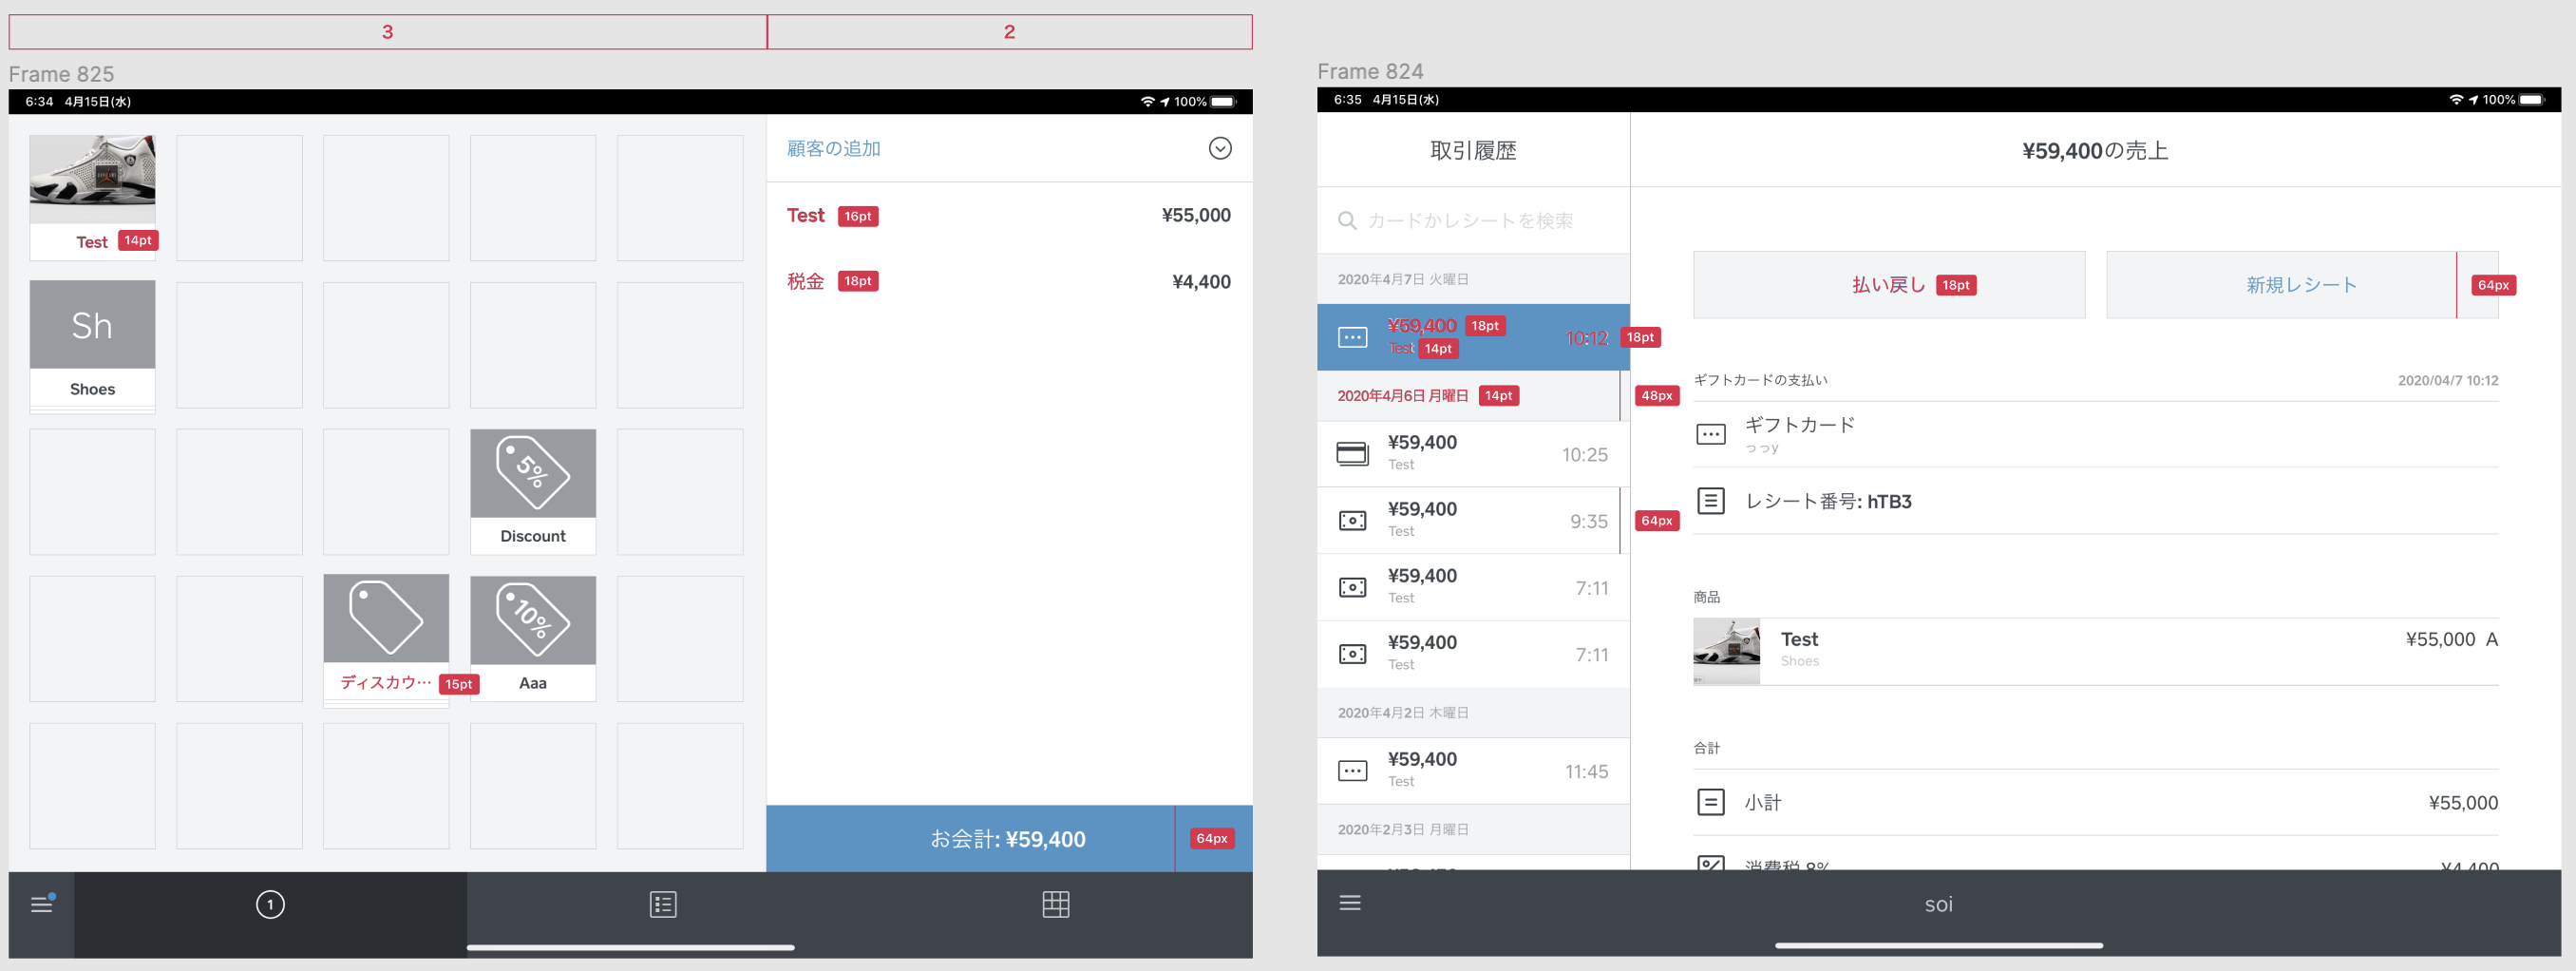 3
2
Frame 825
6:34 4月15日(水)
100%
Test 14pt
Sh
Shoes
5%
Discount
ディスカウ… 15pt
10%
Aaa
顧客の追加
Test 16pt ¥55,000
税金 18pt ¥4,400
お会計: ¥59,400 64px
1
Frame 824
6:35 4月15日(水)
100%
取引履歴
カードかレシートを検索
2020年4月7日 火曜日
¥59,400 18pt
Test 14pt
10:12 18pt
2020年4月6日 月曜日 14pt 48px
¥59,400
Test
10:25
¥59,400
Test
9:35 64px
¥59,400
Test
7:11
¥59,400
Test
7:11
2020年4月2日 木曜日
¥59,400
Test
11:45
2020年2月3日 月曜日
¥59,400の売上
払い戻し 18pt
新規レシート 64px
ギフトカードの支払い 2020/04/7 10:12
ギフトカード
っっy
レシート番号: hTB3
商品
Test ¥55,000 A
Shoes
合計
小計 ¥55,000
消費税 8% ¥4,400
soi